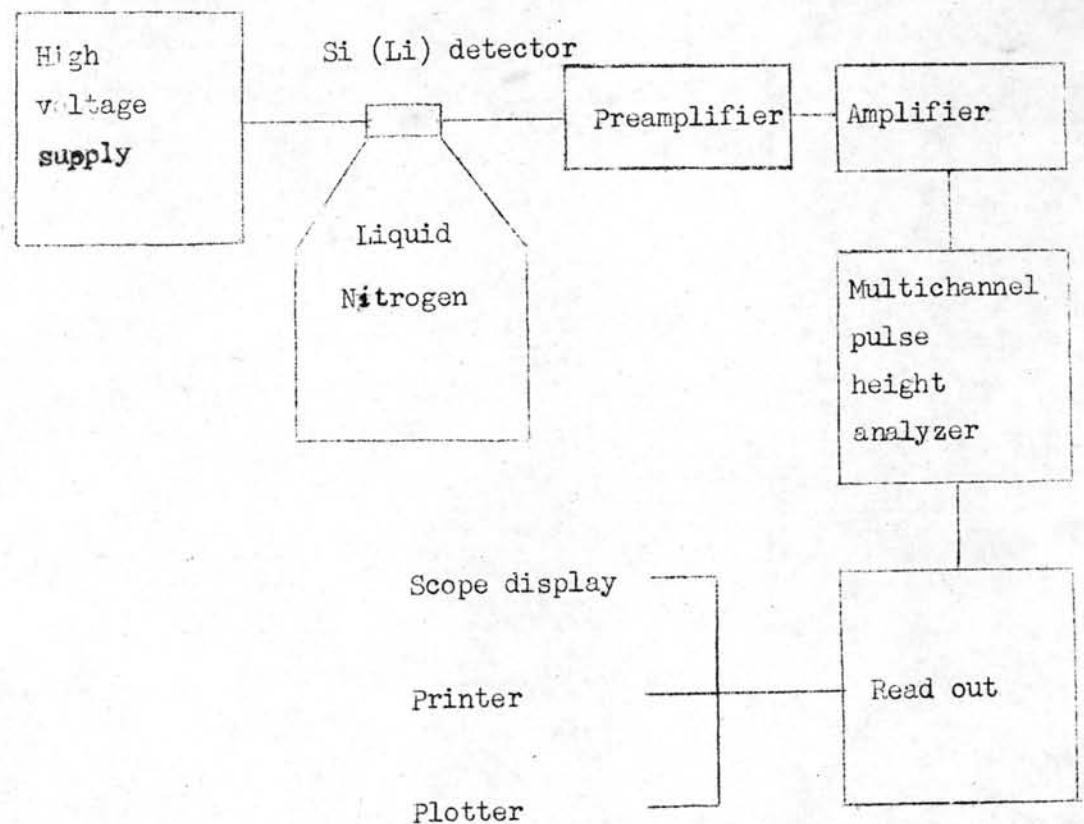 High
voltage
supply
Si (Li) detector
Liquid
Nitrogen
Preamplifier
Amplifier
Multichannel
pulse
height
analyzer
Scope display
Printer
Plotter
Read out